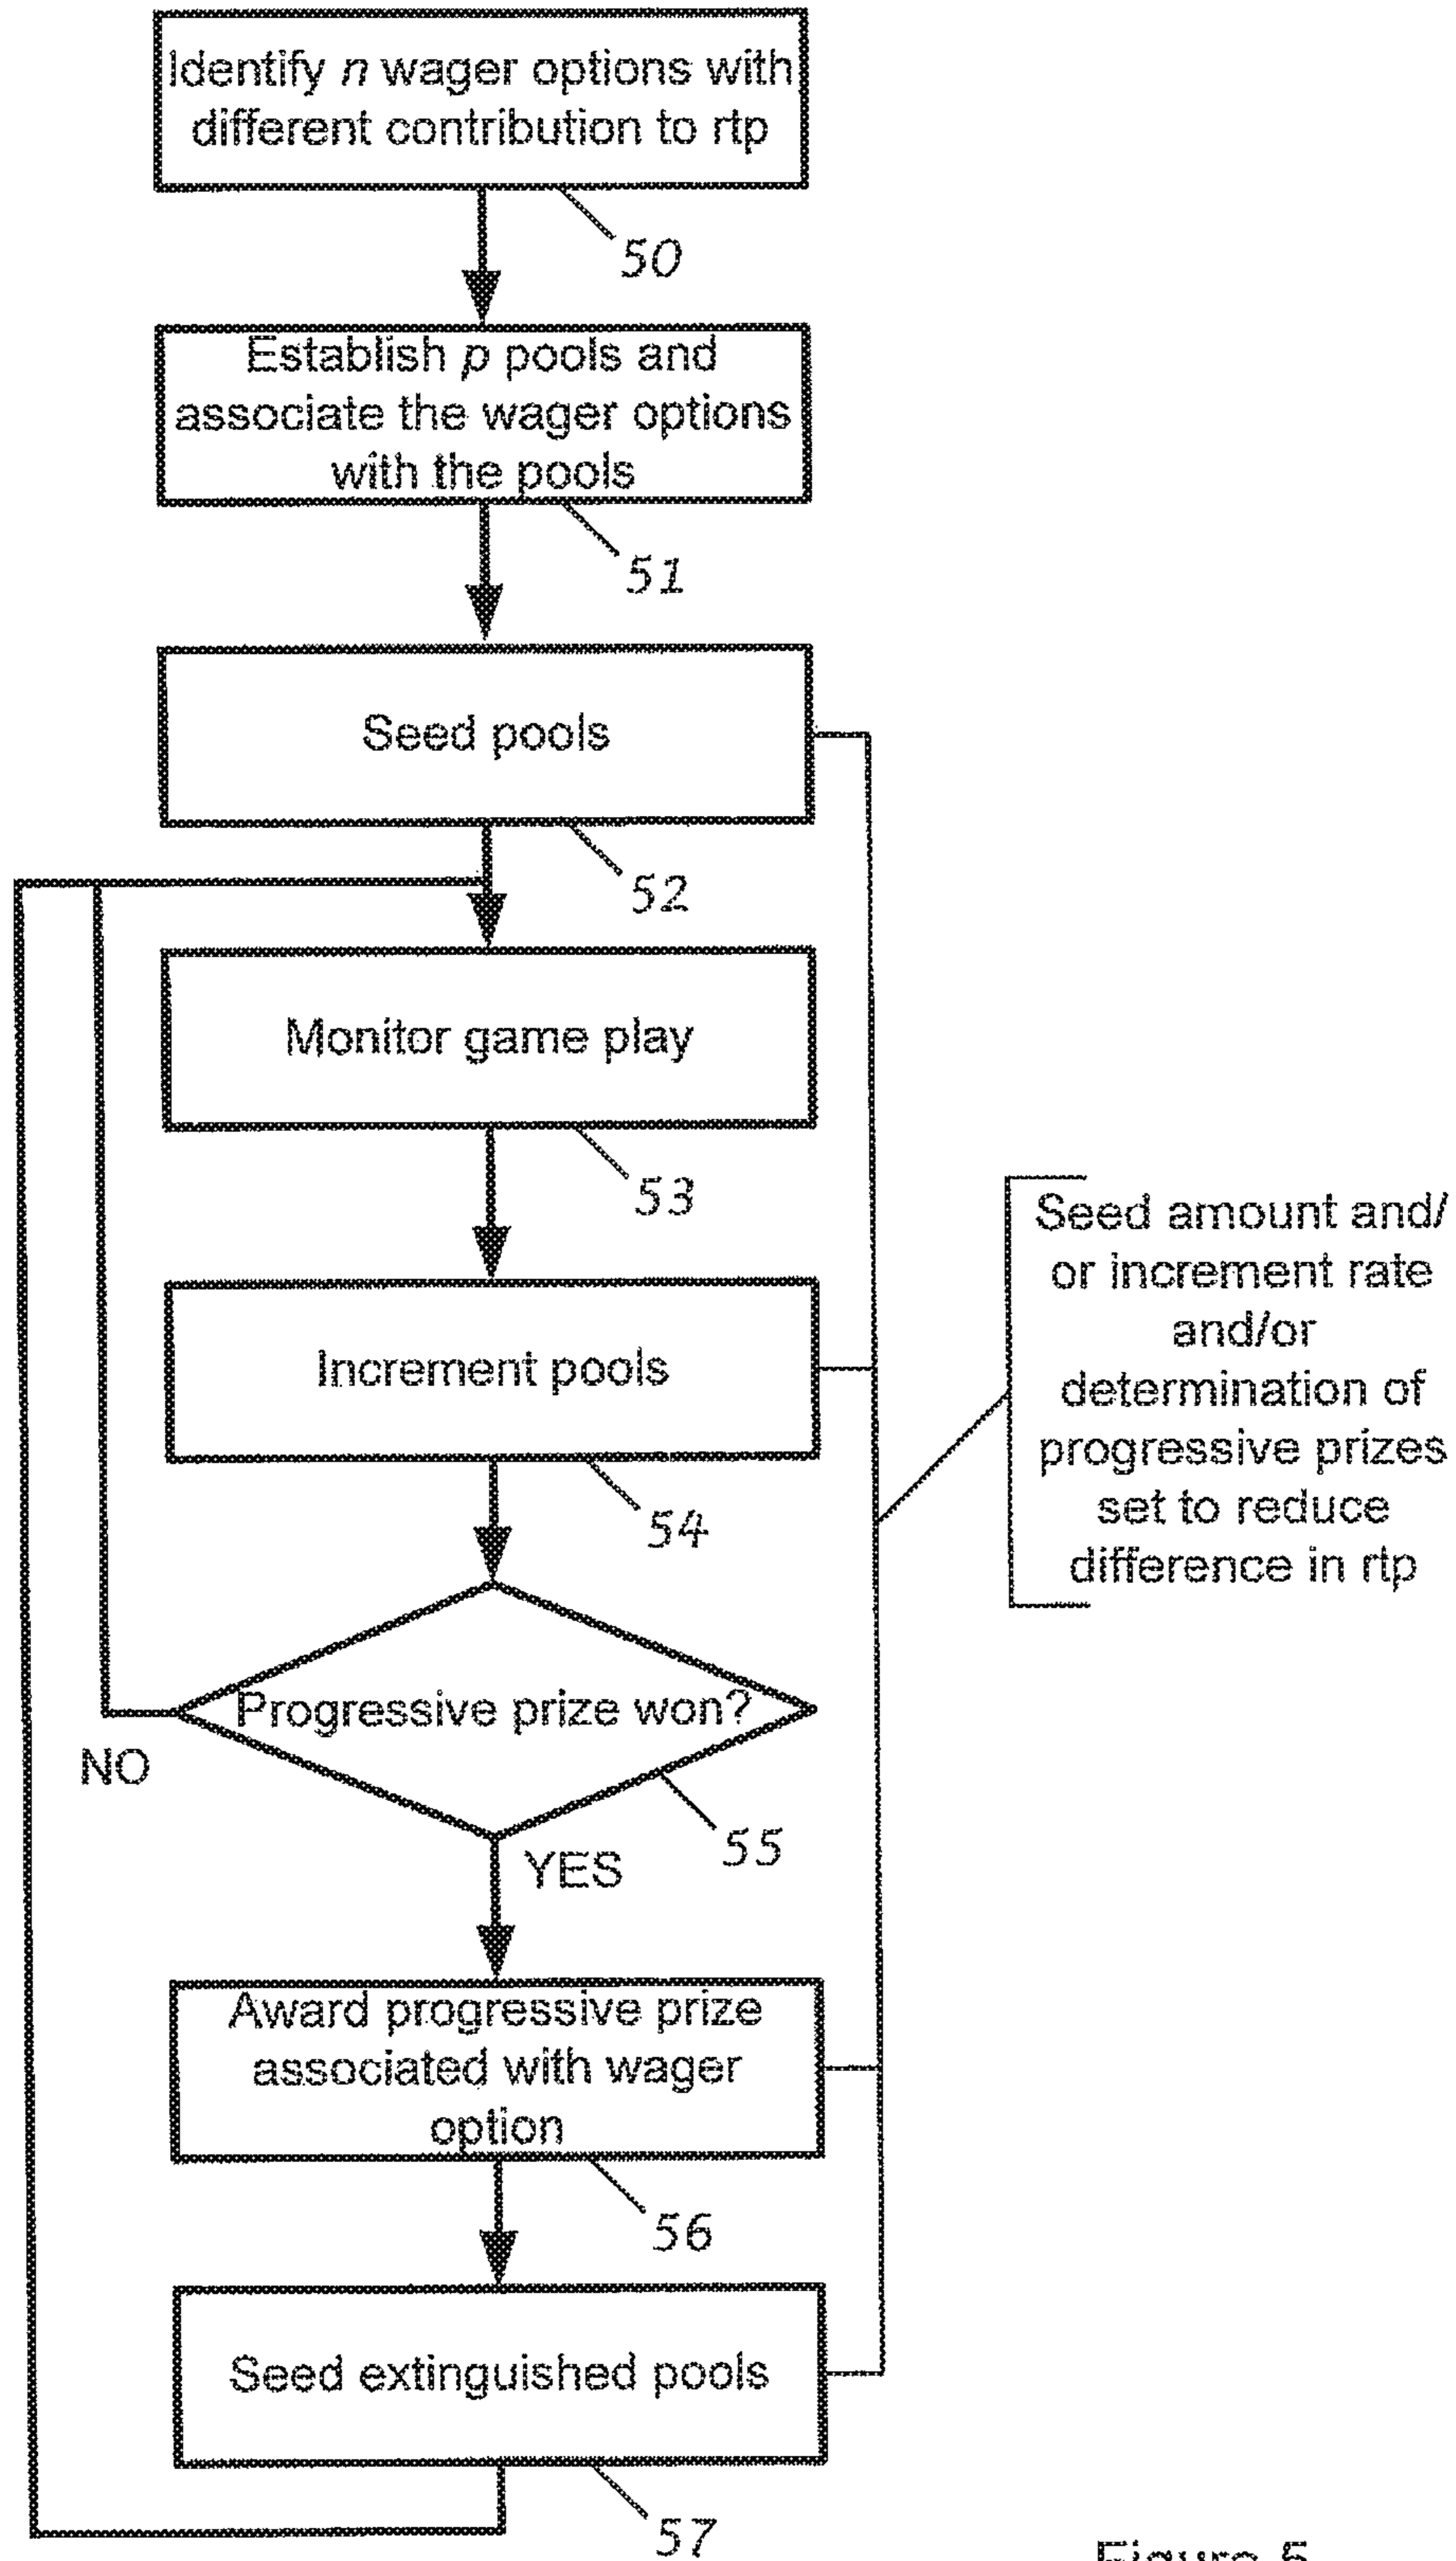 Identify n wager options with
different contribution to rtp
50
Establish p pools and
associate the wager options
with the pools
51
Seed pools
52
Monitor game play
53
Increment pools
54
Seed amount and/
or increment rate
and/or
determination of
progressive prizes
set to reduce
difference in rtp
Progressive prize won?
NO
55
YES
Award progressive prize
associated with wager
option
56
Seed extinguished pools
57
Figure 5